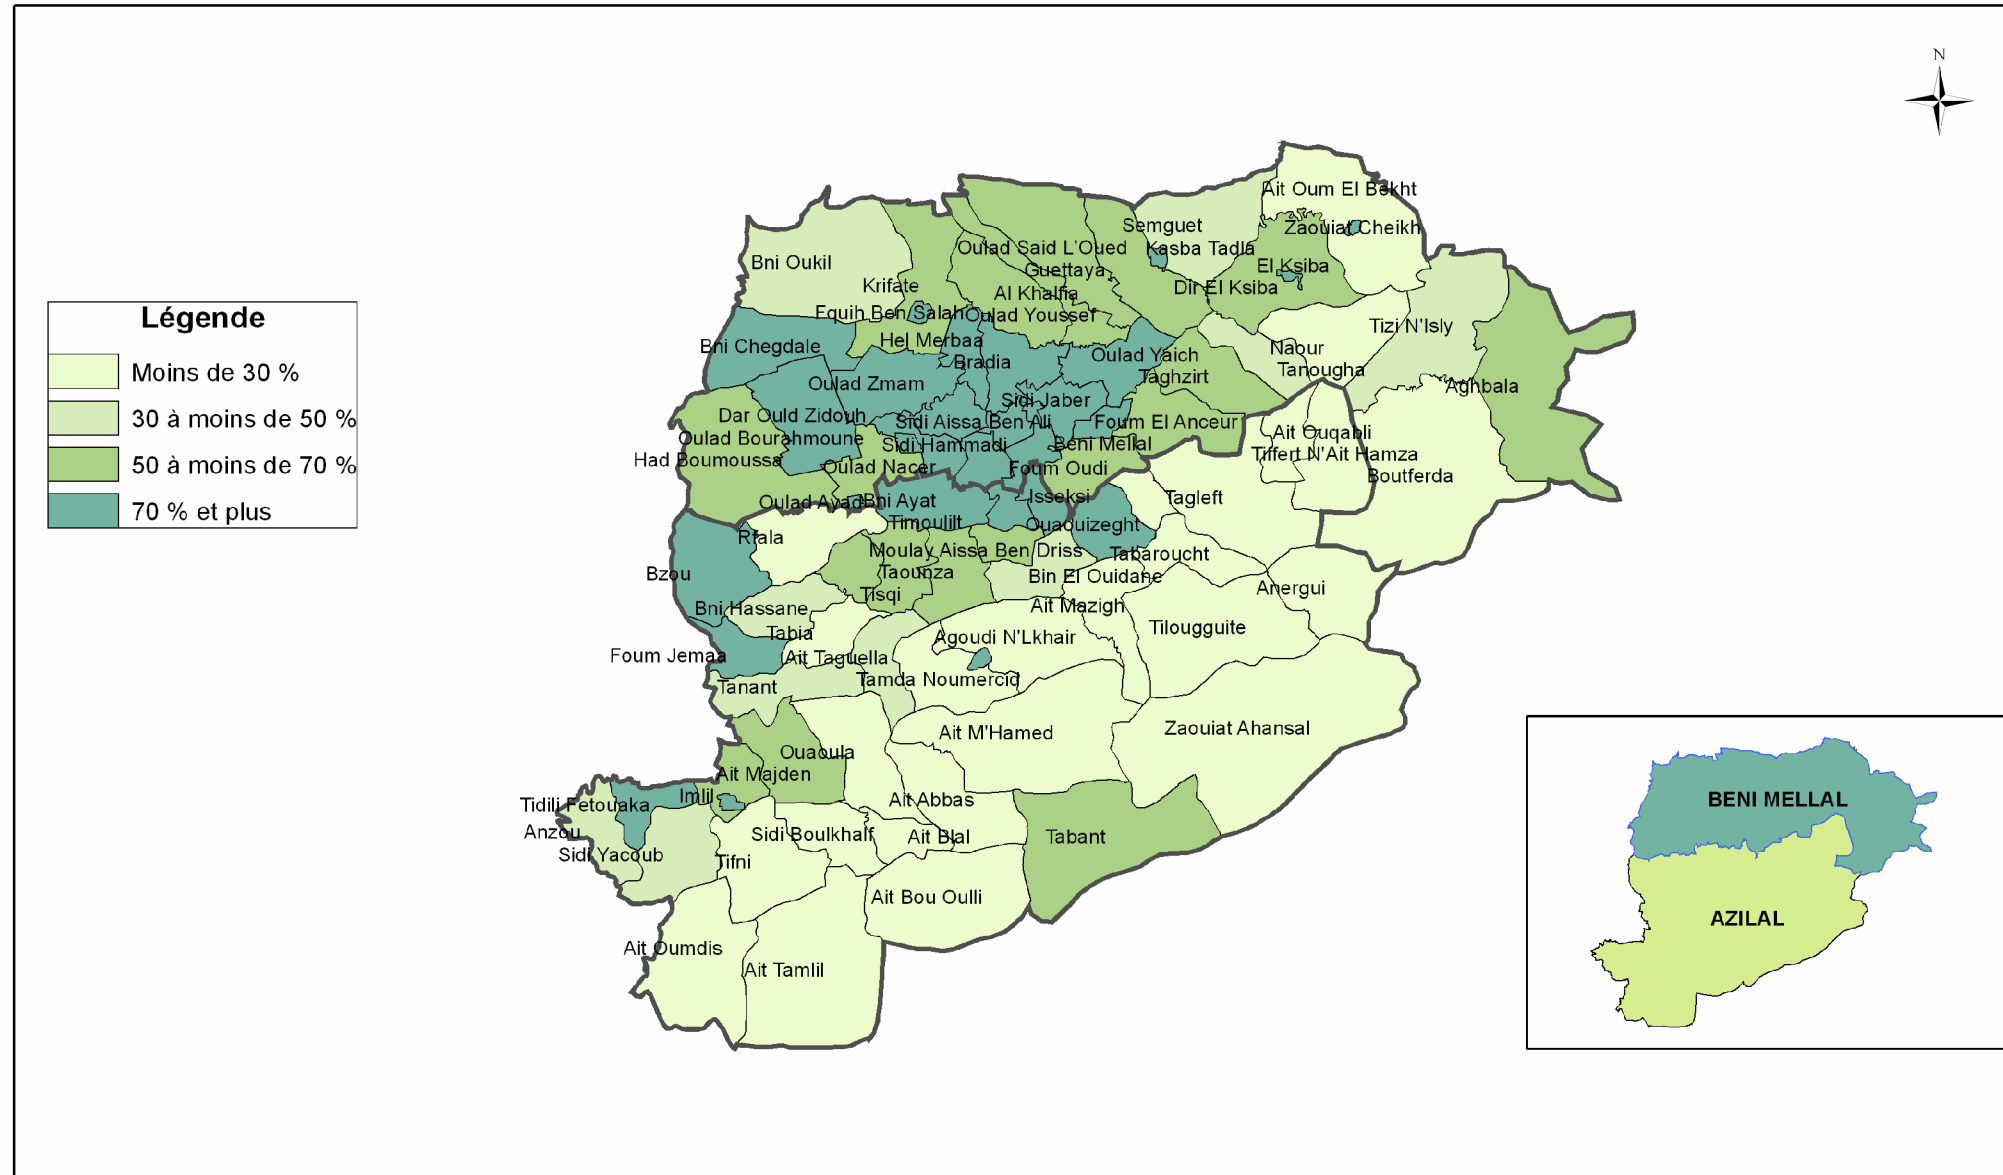 N
Légende
Moins de 30 %
30 à moins de 50 %
50 à moins de 70 %
70 % et plus
Ait Oum El Bekht
Semguet
Zaouiat Cheikh
Oulad Said L'Oued
Kasba Tadla
Bni Oukil
Guettaya
El Ksiba
Krifate
Al Khalfia
Dir El Ksiba
Fquih Ben Salah
Oulad Youssef
Tizi N'Isly
Hel Merbaa
Bni Chegdale
Naour
Bradia
Oulad Yaich
Tanougha
Taghzirt
Oulad Zmam
Aghbala
Sidi Jaber
Dar Ould Zidouh
Sidi Aissa Ben Ali
Foum El Anceur
Oulad Bourahmoune
Ait Ouqabli
Sidi Hammadi
Beni Mellal
Tiffert N'Ait Hamza
Had Boumoussa
Oulad Nacer
Foum Oudi
Boutferda
Oulad Ayad
Bni Ayat
Isseksi
Tagleft
Timoulilt
Ouaouizeght
Rfala
Moulay Aissa Ben Driss
Tabaroucht
Bzou
Taounza
Bin El Ouidane
Anergui
Tisqi
Bni Hassane
Ait Mazigh
Tabia
Agoudi N'Lkhair
Tilougguite
Foum Jemaa
Ait Taguella
Tanant
Tamda Noumercid
Ait M'Hamed
Zaouiat Ahansal
Ouaoula
Ait Majden
Imlil
Ait Abbas
Tidili Fetouaka
Anzou
Sidi Boulkhalf
Ait Blal
Tabant
Sidi Yacoub
Tifni
Ait Bou Oulli
Ait Oumdis
Ait Tamlil
BENI MELLAL
AZILAL